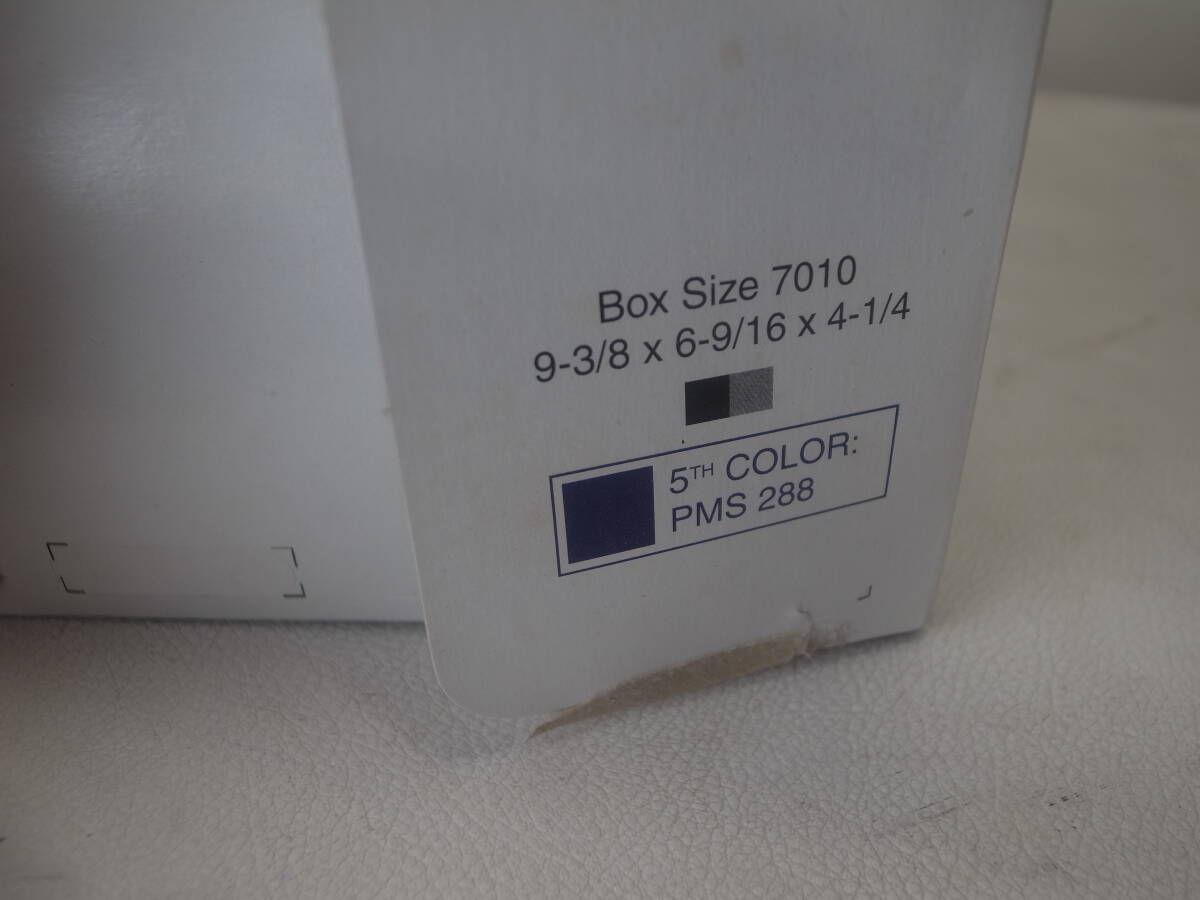 Box Size 7010
9-3/8 x 6-9/16 x 4-1/4
5TH COLOR:
PMS 288